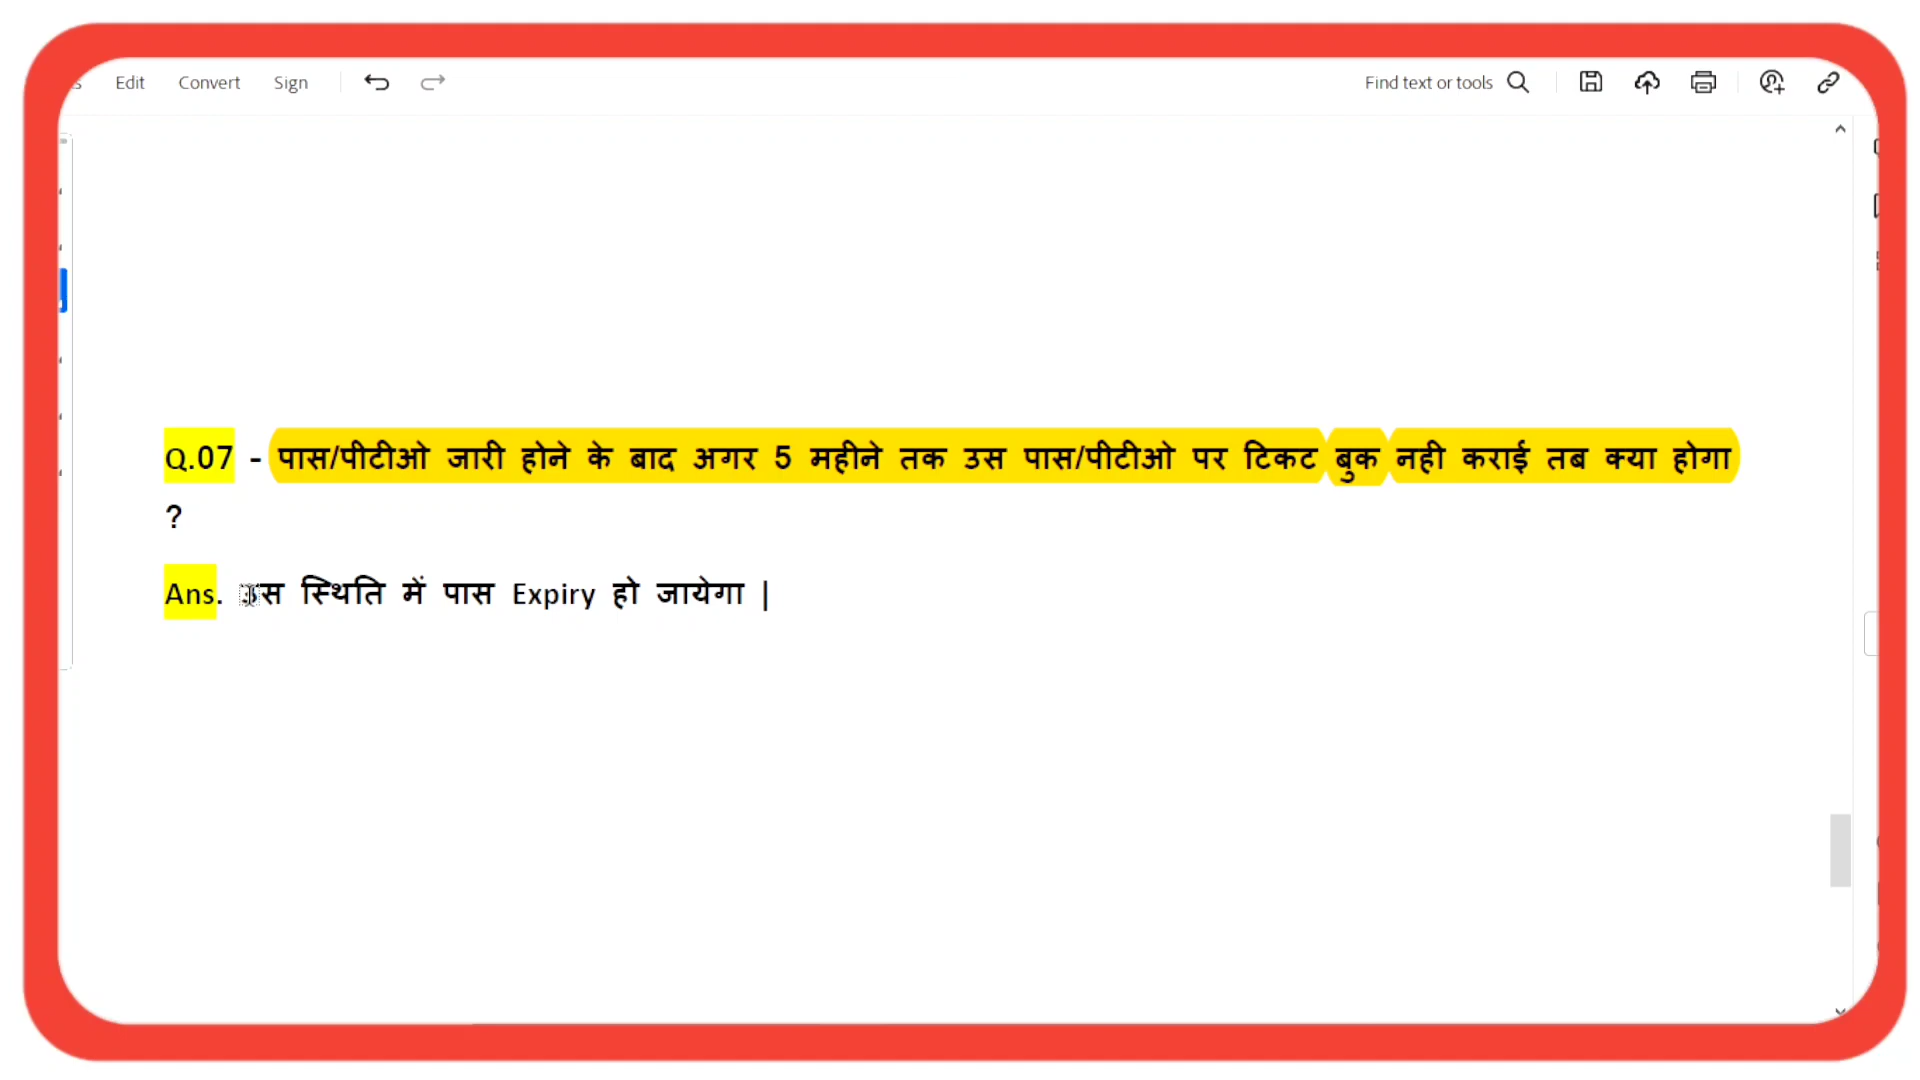 Edit Convert Sign Find text or tools
Q.07 - पास/पीटीओ जारी होने के बाद अगर 5 महीने तक उस पास/पीटीओ पर टिकट बुक नही कराई तब क्या होगा
?
Ans. उस स्थिति में पास Expiry हो जायेगा |